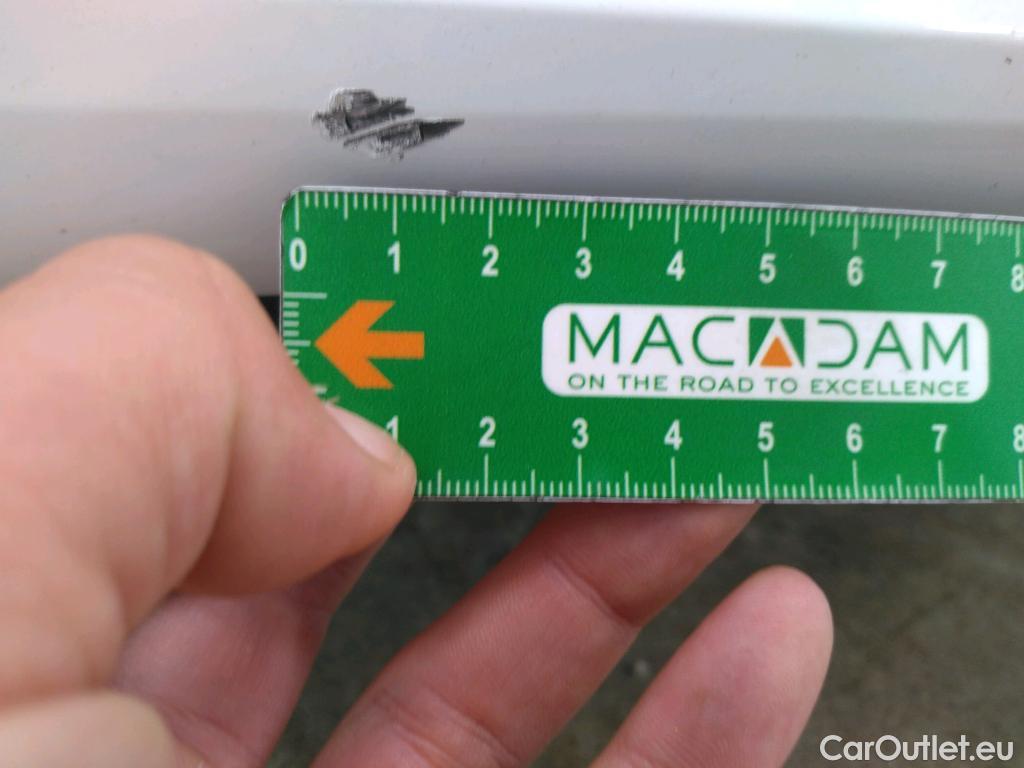 0 1 2 3 4 5 6 7 8
MACADAM
ON THE ROAD TO EXCELLENCE
1 2 3 4 5 6 7 8
CarOutlet.eu